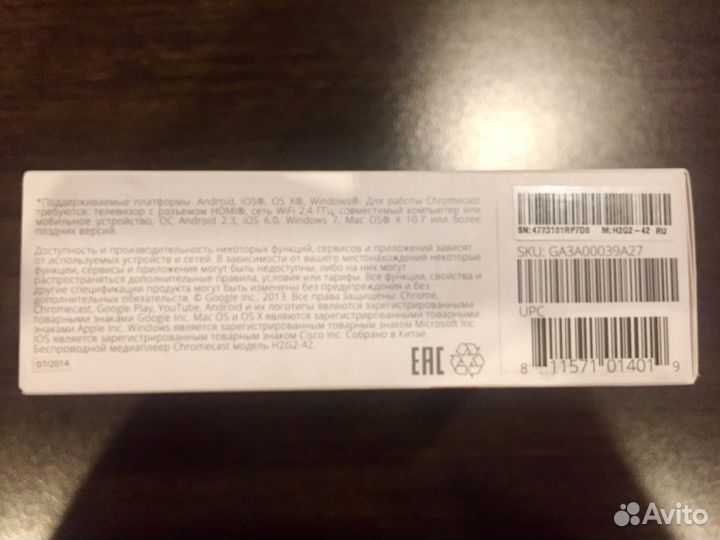 *Поддерживаемые платформы: Android, iOS®, OS X®, Windows®. Для работы Chromecast
требуются: телевизор с разъемом HDMI®, сеть WiFi 2.4 ГГц, совместимый компьютер или
мобильное устройство, ОС Android 2.3, iOS 6.0, Windows 7, Mac OS® X 10.7 или более
поздних версий.
Доступность и производительность некоторых функций, сервисов и приложений зависят
от используемых устройств и сетей. В зависимости от вашего местонахождения некоторые
функции, сервисы и приложения могут быть недоступны, либо на них могут
распространяться дополнительные правила, условия или тарифы. Все функции, свойства и
другие спецификации продукта могут быть изменены без предупреждения и без
дополнительных обязательств. © Google Inc., 2013. Все права защищены. Chrome,
Chromecast, Google Play, YouTube, Android и их логотипы являются зарегистрированными
товарными знаками Google Inc. Mac OS и OS X являются зарегистрированными товарными
знаками Apple Inc. Windows является зарегистрированным товарным знаком Microsoft Inc.
IOS является зарегистрированным товарным знаком Cisco Inc. Собрано в Китае.
Беспроводной медиаплеер Chromecast модель H2G2-42.
07/2014
EAC
SN:4723101RP7D0 M:H2G2-42 RU
SKU: GA3A00039A27
UPC
8 11571 01401 9
Avito